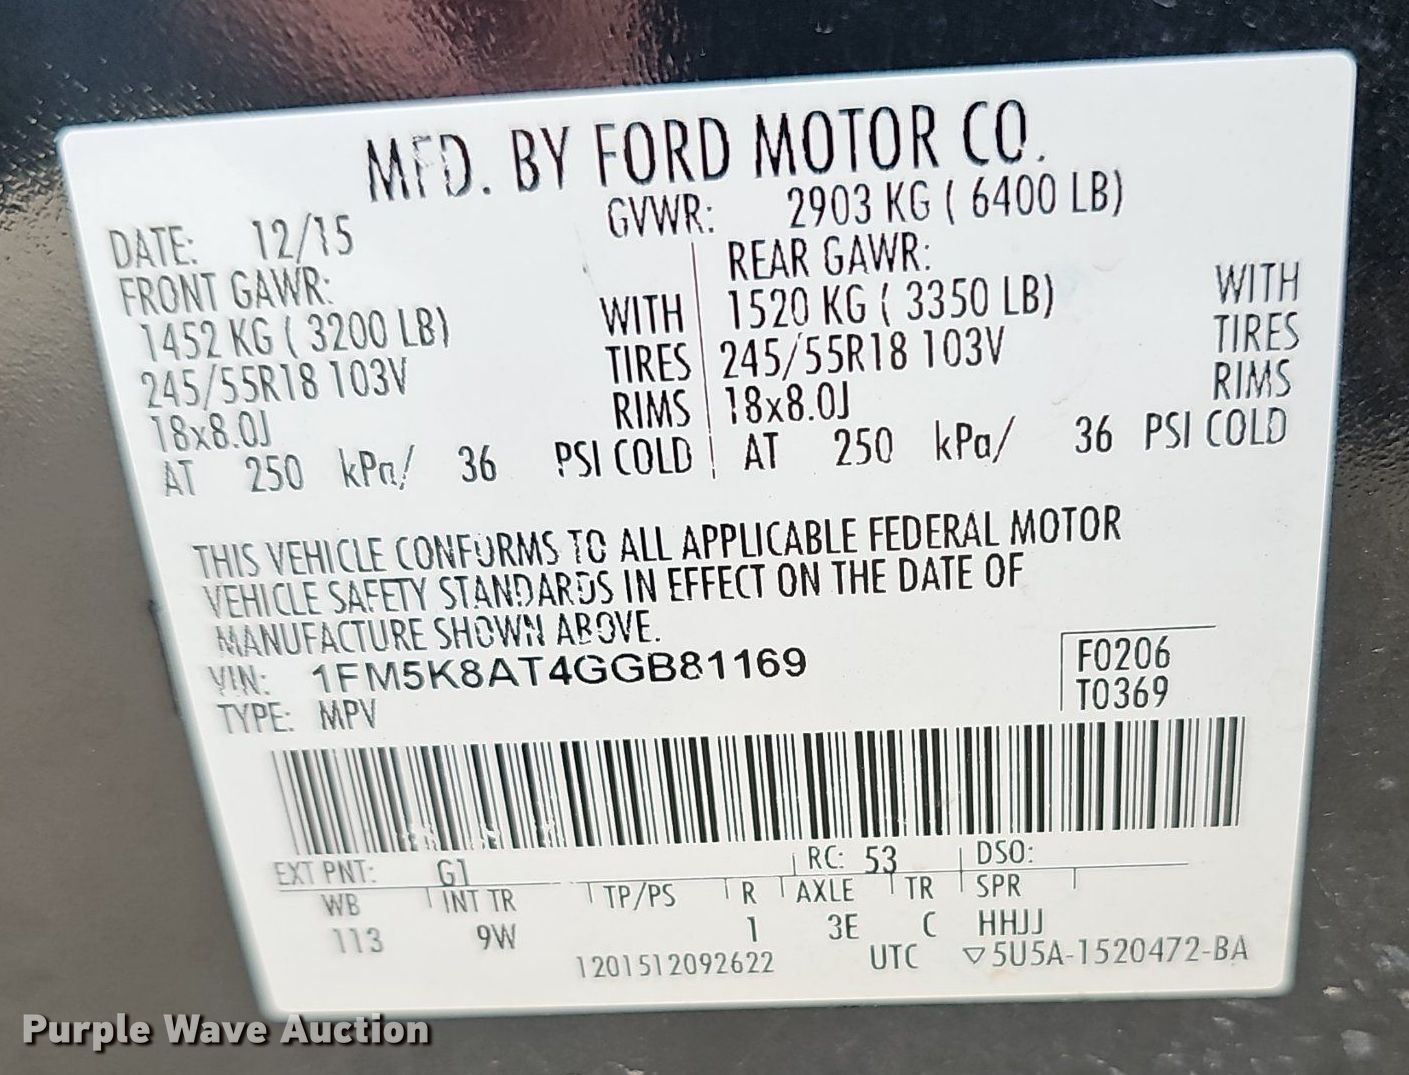 MFD. BY FORD MOTOR CO.
DATE: 12/15 GVWR: 2903 KG ( 6400 LB)
FRONT GAWR: REAR GAWR:
1452 KG ( 3200 LB) WITH 1520 KG ( 3350 LB) WITH
245/55R18 103V TIRES 245/55R18 103V TIRES
18x8.0J RIMS 18x8.0J RIMS
AT 250 kPa/ 36 PSI COLD AT 250 kPa/ 36 PSI COLD
THIS VEHICLE CONFORMS TO ALL APPLICABLE FEDERAL MOTOR
VEHICLE SAFETY STANDARDS IN EFFECT ON THE DATE OF
MANUFACTURE SHOWN ABOVE.
VIN: 1FM5K8AT4GGB81169 F0206
TYPE: MPV T0369
EXT PNT: G1 RC: 53 DSO:
WB INT TR TP/PS R AXLE TR SPR
113 9W 1 3E C HHJJ
1201512092622 UTC ▽5U5A-1520472-BA
Purple Wave Auction